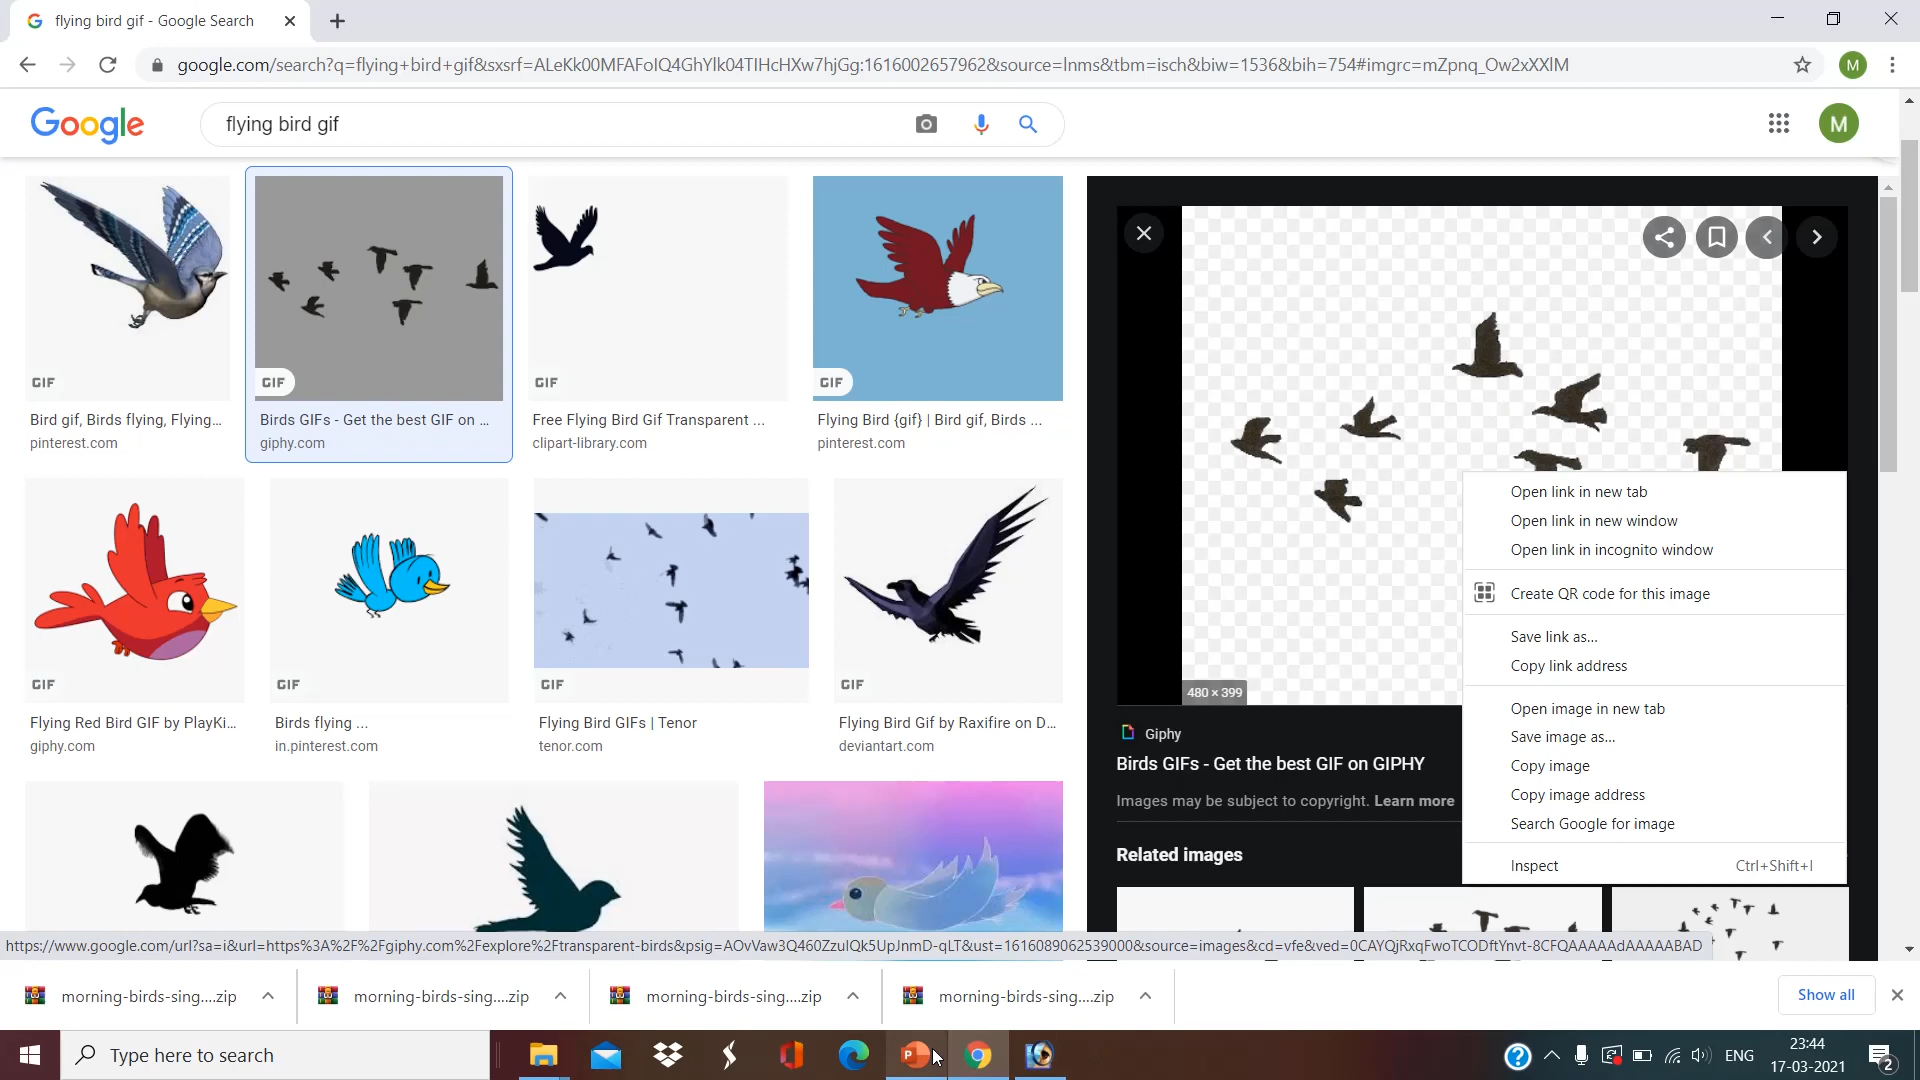 flying bird gif - Google Search
google.com/search?q=flying+bird+gif&sxsrf=ALeKk00MFAFoIQ4GhYlk04TIHcHXw7hjGg:1616002657962&source=lnms&tbm=isch&biw=1536&bih=754#imgrc=mZpnq_Ow2xXXlM
M
Google
flying bird gif
M
GIF
GIF
GIF
GIF
Bird gif, Birds flying, Flying...
Birds GIFs - Get the best GIF on ...
Free Flying Bird Gif Transparent ...
Flying Bird {gif} | Bird gif, Birds ...
pinterest.com
giphy.com
clipart-library.com
pinterest.com
GIF
GIF
GIF
GIF
Flying Red Bird GIF by PlayKi...
Birds flying ...
Flying Bird GIFs | Tenor
Flying Bird Gif by Raxifire on D...
giphy.com
in.pinterest.com
tenor.com
deviantart.com
480 × 399
Giphy
Birds GIFs - Get the best GIF on GIPHY
Images may be subject to copyright. Learn more
Related images
Open link in new tab
Open link in new window
Open link in incognito window
Create QR code for this image
Save link as...
Copy link address
Open image in new tab
Save image as...
Copy image
Copy image address
Search Google for image
Inspect Ctrl+Shift+I
https://www.google.com/url?sa=i&url=https%3A%2F%2Fgiphy.com%2Fexplore%2Ftransparent-birds&psig=AOvVaw3Q460ZzuIQk5UpJnmD-qLT&ust=1616089062539000&source=images&cd=vfe&ved=0CAYQjRxqFwoTCODftYnvt-8CFQAAAAAdAAAAABAD
morning-birds-sing....zip
morning-birds-sing....zip
morning-birds-sing....zip
morning-birds-sing....zip
Show all
Type here to search
ENG
23:44
17-03-2021
2